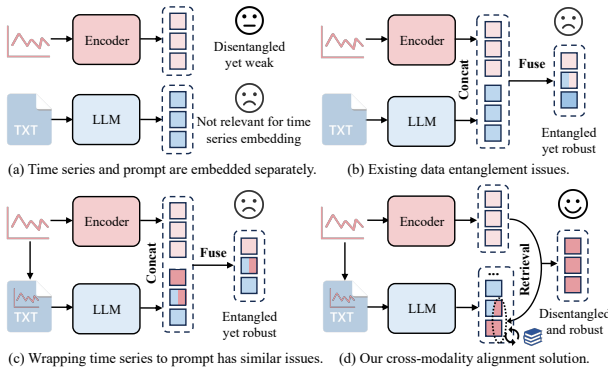 Encoder
Disentangled
yet weak
TXT
LLM
Not relevant for time
series embedding
(a) Time series and prompt are embedded separately.
Encoder
Concat
Fuse
TXT
LLM
Entangled
yet robust
(b) Existing data entanglement issues.
Encoder
Concat
Fuse
TXT
LLM
Entangled
yet robust
(c) Wrapping time series to prompt has similar issues.
Encoder
Retrieval
TXT
LLM
...
Disentangled
and robust
(d) Our cross-modality alignment solution.